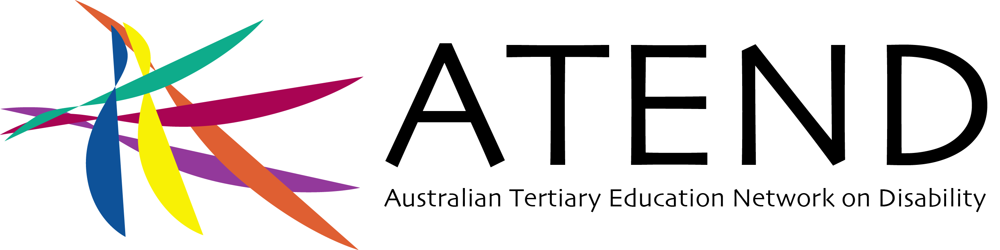 ATEND
Australian Tertiary Education Network on Disability